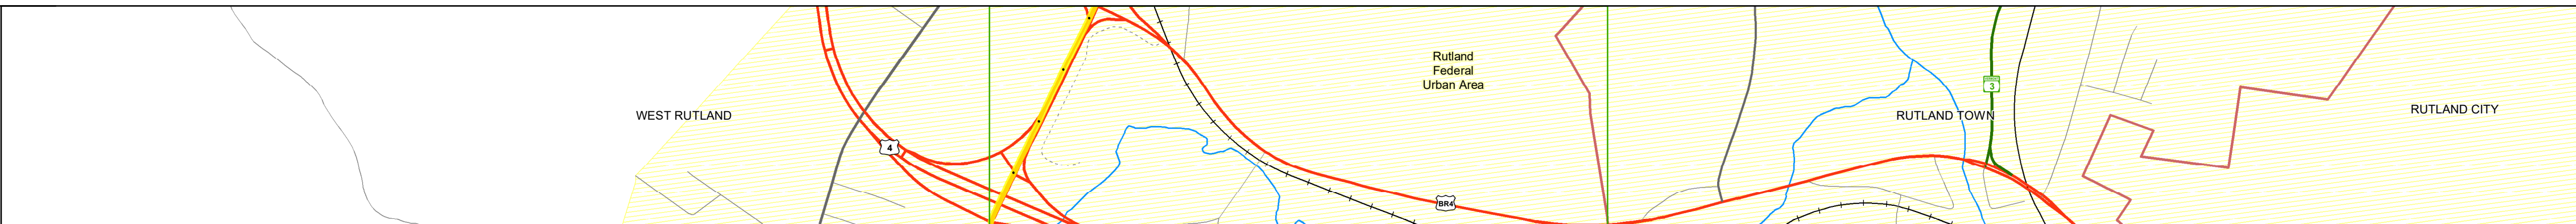 Rutland
Federal
Urban Area
3
WEST RUTLAND
RUTLAND TOWN
RUTLAND CITY
4
BR4